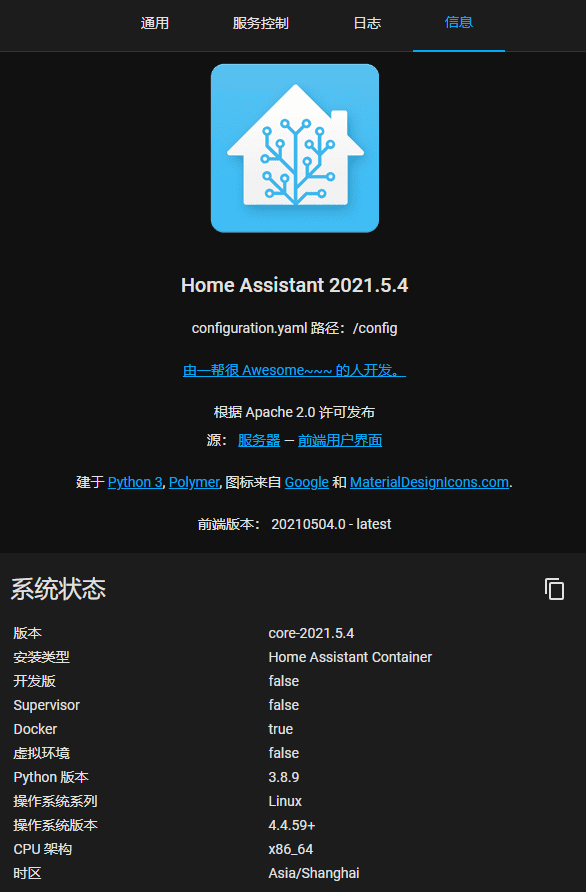 通用 服务控制 日志 信息
Home Assistant 2021.5.4
configuration.yaml 路径：/config
由一帮很 Awesome~~~ 的人开发。
根据 Apache 2.0 许可发布
源： 服务器 — 前端用户界面
建于 Python 3, Polymer, 图标来自 Google 和 MaterialDesignIcons.com.
前端版本： 20210504.0 - latest
系统状态
版本 core-2021.5.4
安装类型 Home Assistant Container
开发版 false
Supervisor false
Docker true
虚拟环境 false
Python 版本 3.8.9
操作系统系列 Linux
操作系统版本 4.4.59+
CPU 架构 x86_64
时区 Asia/Shanghai